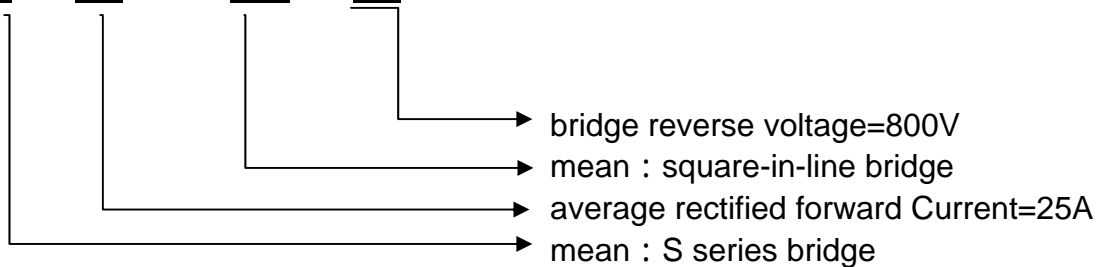 bridge reverse voltage=800V
mean：square-in-line bridge
average rectified forward Current=25A
mean：S series bridge